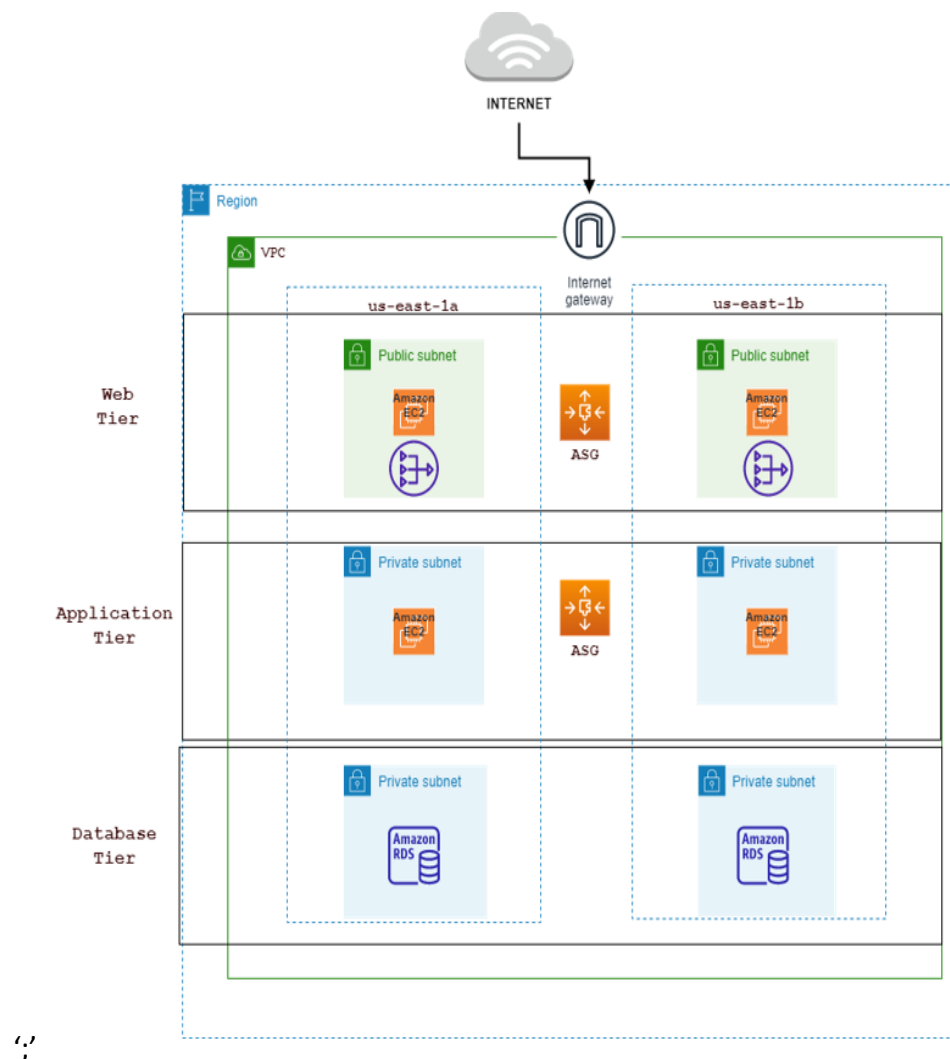 INTERNET
Region
VPC
Internet
gateway
us-east-1a
us-east-1b
Web
Tier
Public subnet
Amazon
EC2
ASG
Public subnet
Amazon
EC2
Application
Tier
Private subnet
Amazon
EC2
ASG
Private subnet
Amazon
EC2
Database
Tier
Private subnet
Amazon
RDS
Private subnet
Amazon
RDS
‘;’